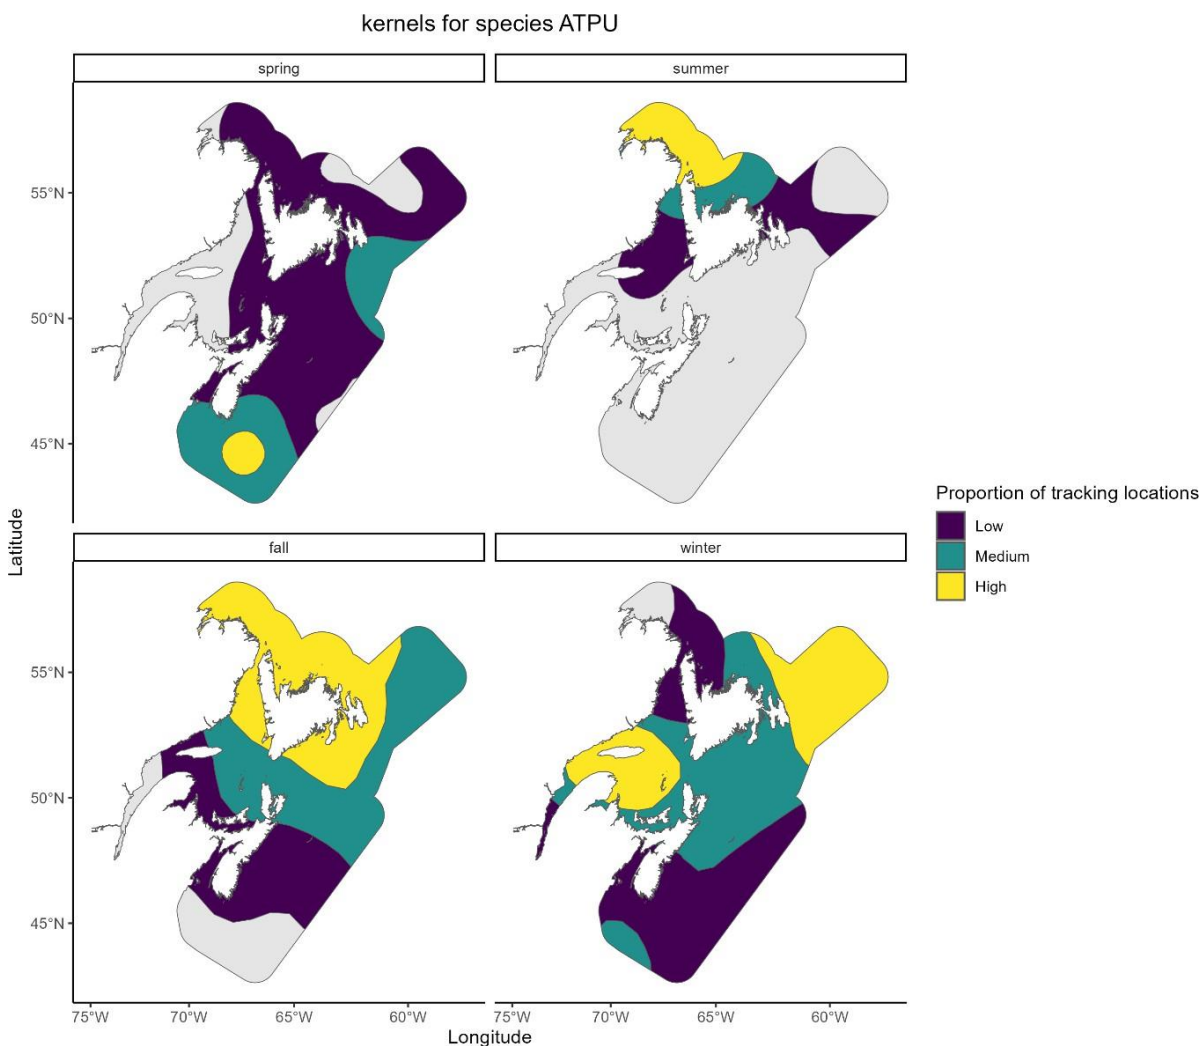 kernels for species ATPU
spring
summer
55°N
50°N
45°N
Latitude
fall
winter
55°N
50°N
45°N
75°W
70°W
65°W
60°W
75°W
70°W
65°W
60°W
Longitude
Proportion of tracking locations
Low
Medium
High